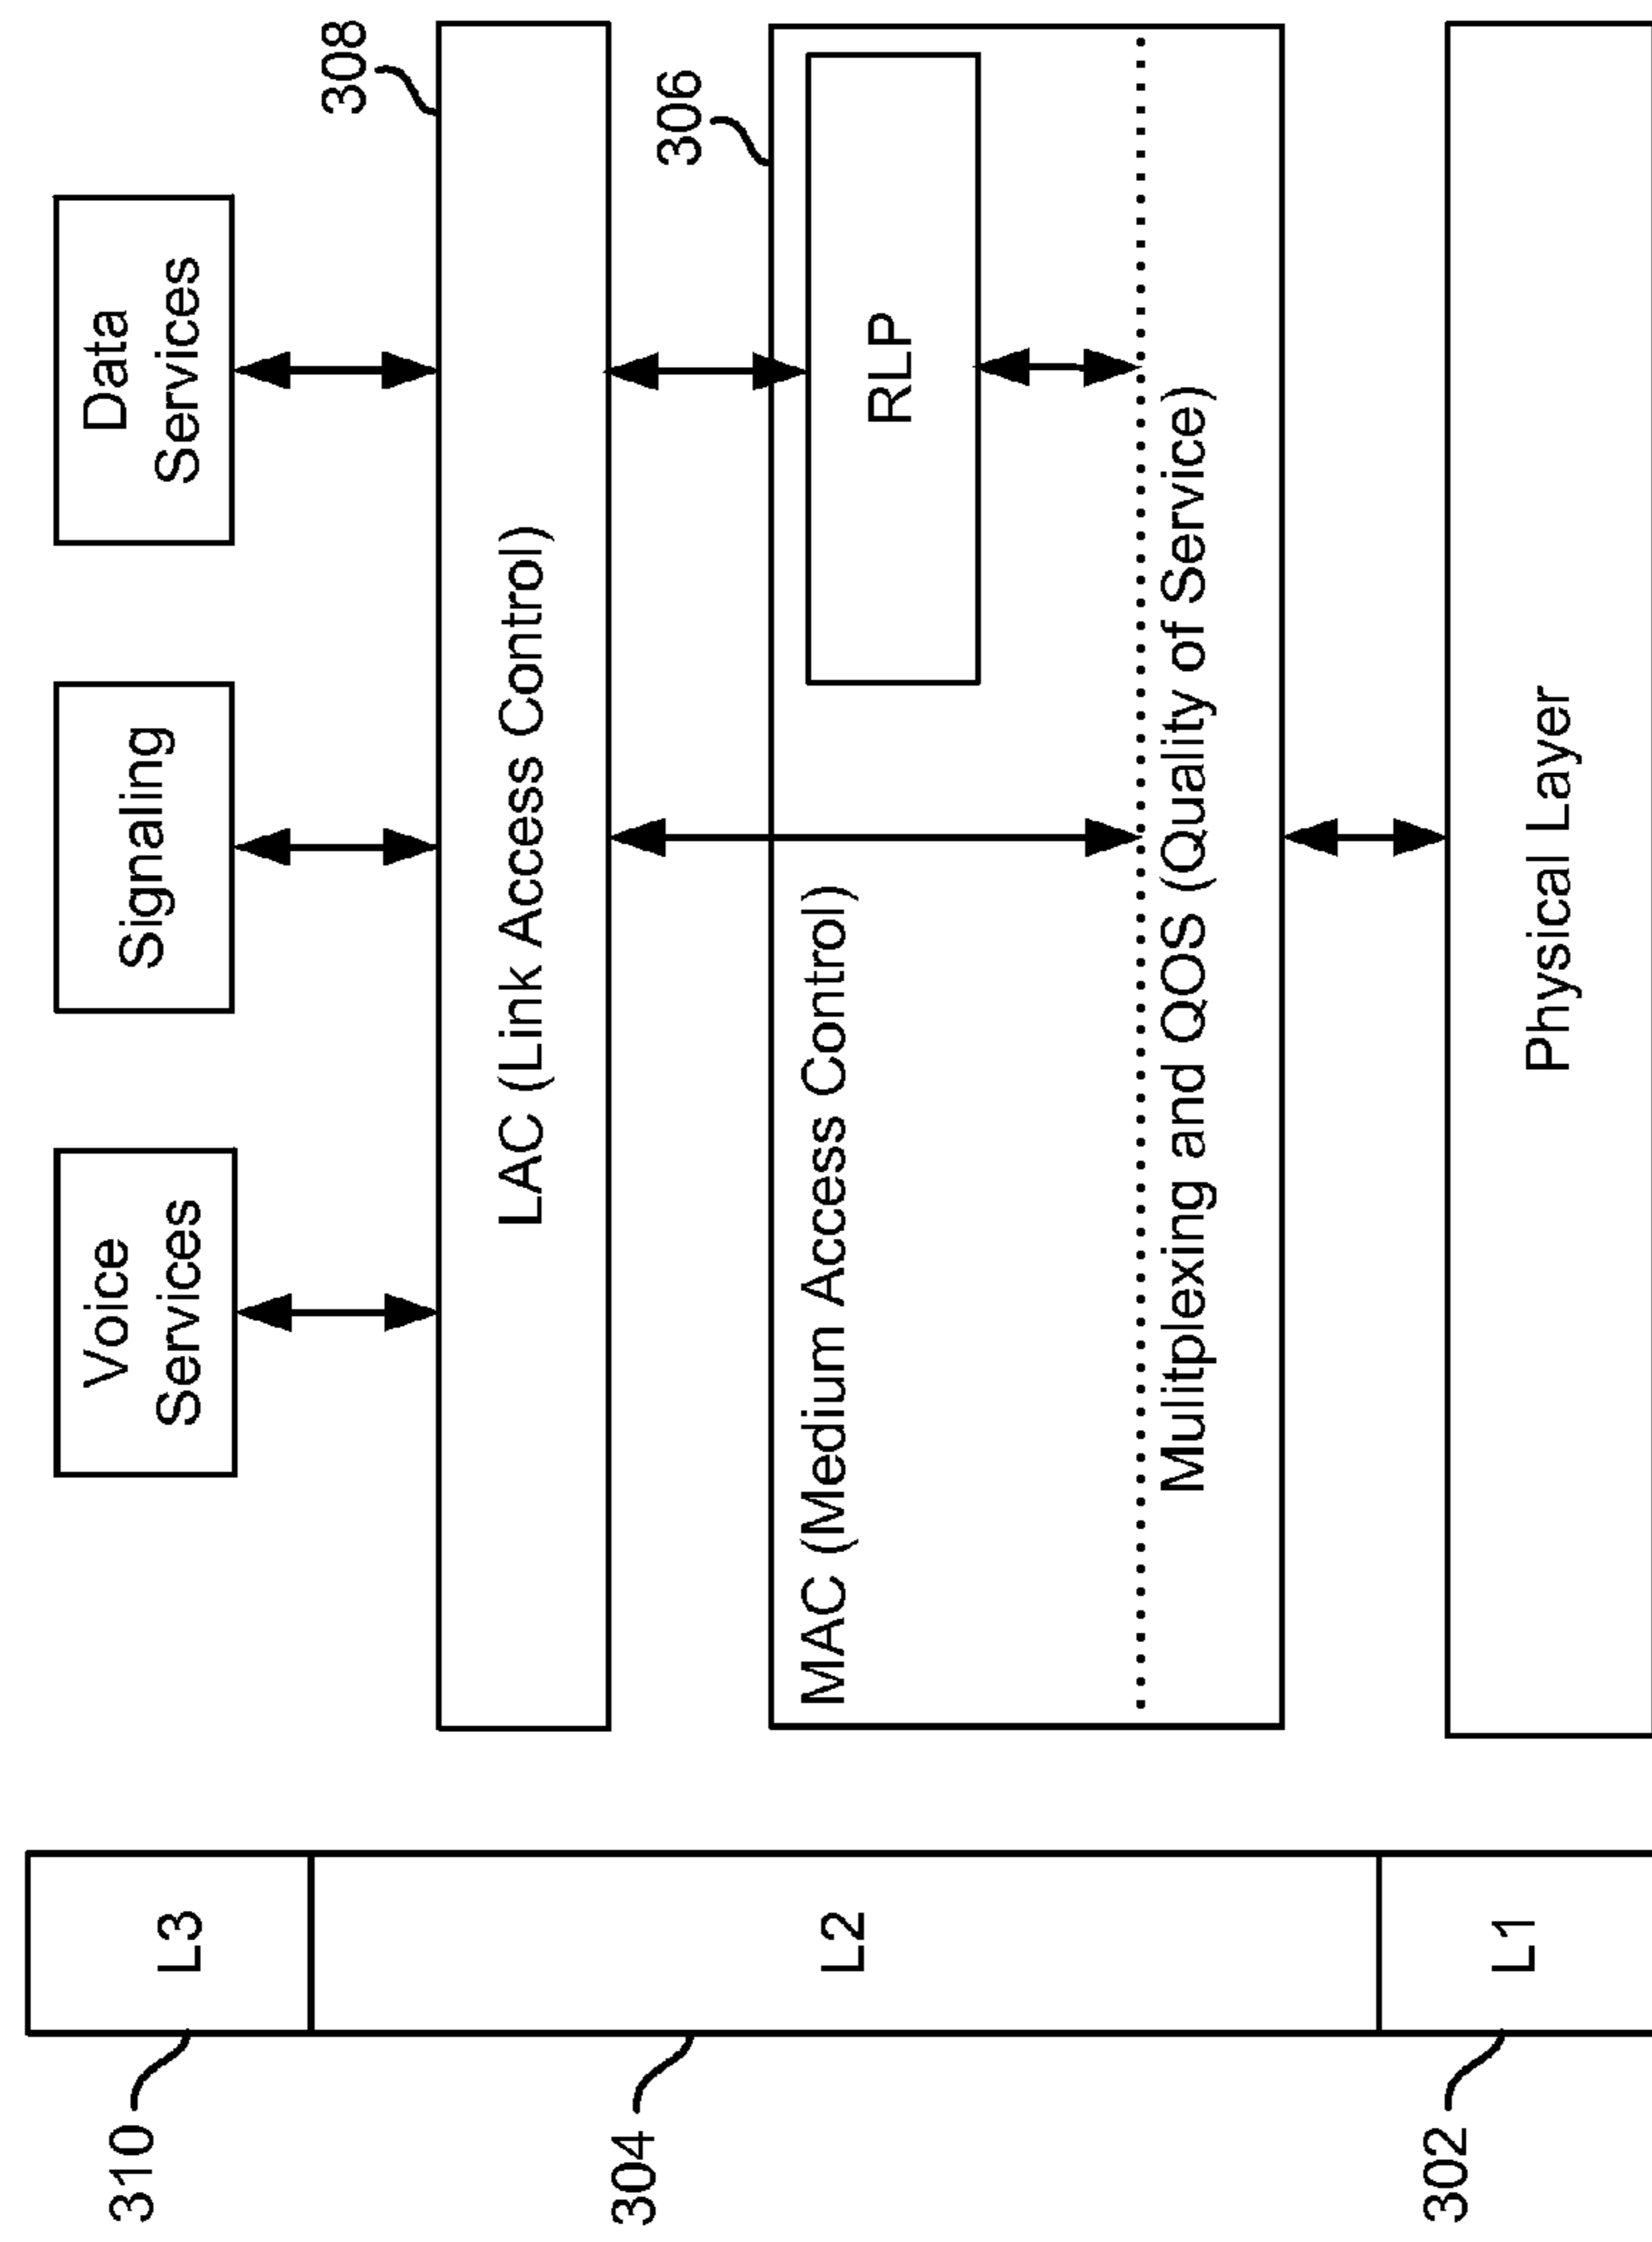 310
L3
Voice
Services
Signaling
Data
Services
308
LAC (Link Access Control)
304
L2
306
MAC (Medium Access Control)
RLP
Mulitplexing and QOS (Quality of Service)
302
L1
Physical Layer